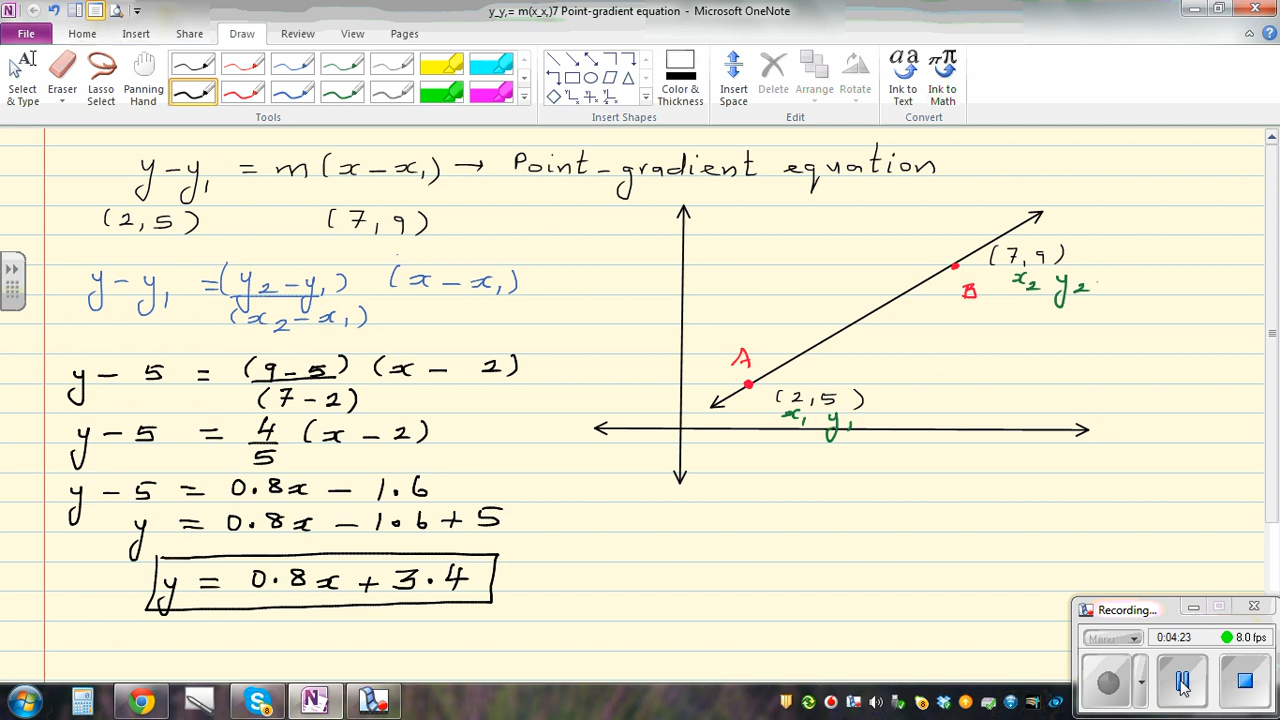 y_y,= m(x_x,)7 Point-gradient equation - Microsoft OneNote
File Home Insert Share Draw Review View Pages
Select & Type
Eraser
Lasso Select
Panning Hand
Color & Thickness
Insert Space
Delete
Arrange
Rotate
Ink to Text
Ink to Math
Tools
Insert Shapes
Edit
Convert
y – y₁ = m(x – x₁) → Point-gradient equation
(2,5) (7,9)
y – y₁ = (y₂ – y₁)/(x₂ – x₁) (x – x₁)
y – 5 = (9 – 5)/(7 – 2) (x – 2)
y – 5 = 4/5 (x – 2)
y – 5 = 0.8x – 1.6
y = 0.8x – 1.6 + 5
y = 0.8x + 3.4
(7,9)
x₂ y₂
B
A
(2,5)
x₁ y₁
Recording...
Menu
0:04:23
8.0 fps